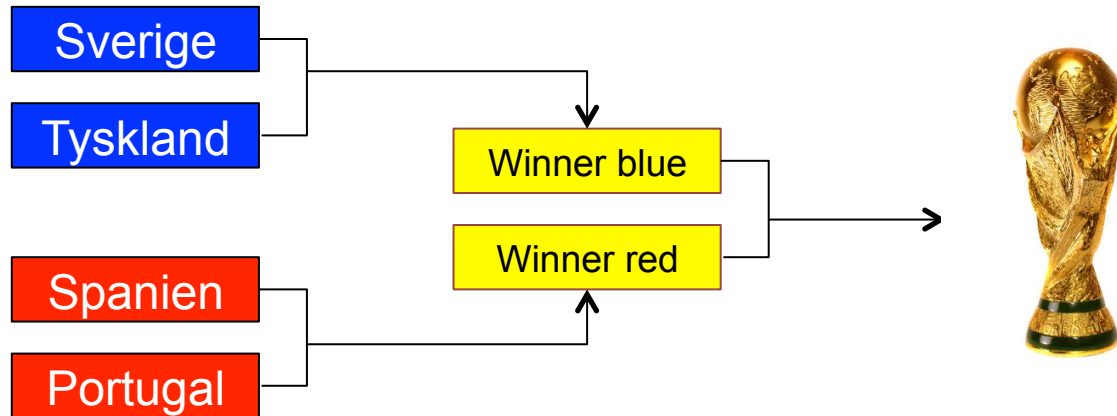 Sverige
Tyskland
Winner blue
Winner red
Spanien
Portugal